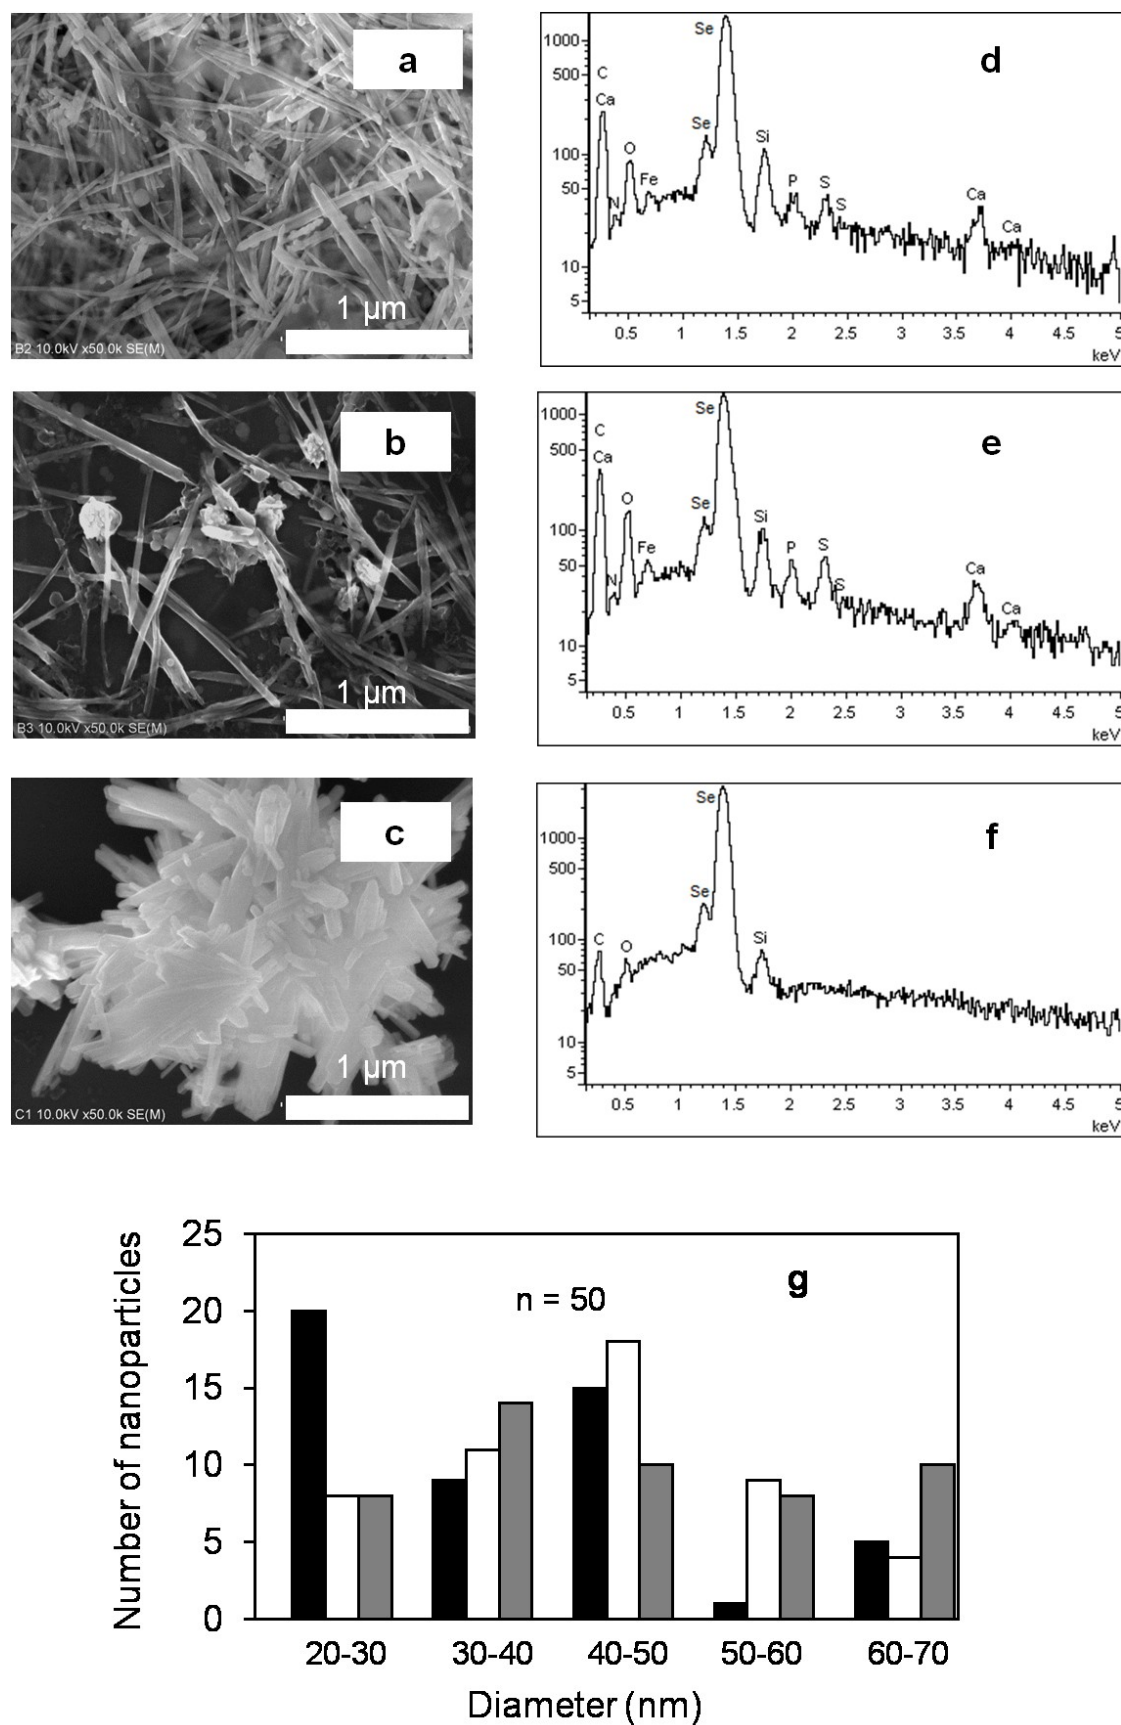 a
1 µm
B2 10.0kV x50.0k SE(M)
d
1000
500
100
50
10
5
Se
C
Ca
O
N
Fe
Se
Si
P
S
S
Ca
Ca
0.5 1 1.5 2 2.5 3 3.5 4 4.5 5
keV
b
1 µm
B3 10.0kV x50.0k SE(M)
e
1000
500
100
50
10
5
Se
C
Ca
O
N
Fe
Se
Si
P
S
S
Ca
Ca
0.5 1 1.5 2 2.5 3 3.5 4 4.5 5
keV
c
1 µm
C1 10.0kV x50.0k SE(M)
f
1000
500
100
50
10
5
Se
Se
C
O
Si
0.5 1 1.5 2 2.5 3 3.5 4 4.5 5
keV
g
n = 50
Number of nanoparticles
25
20
15
10
5
0
20-30 30-40 40-50 50-60 60-70
Diameter (nm)